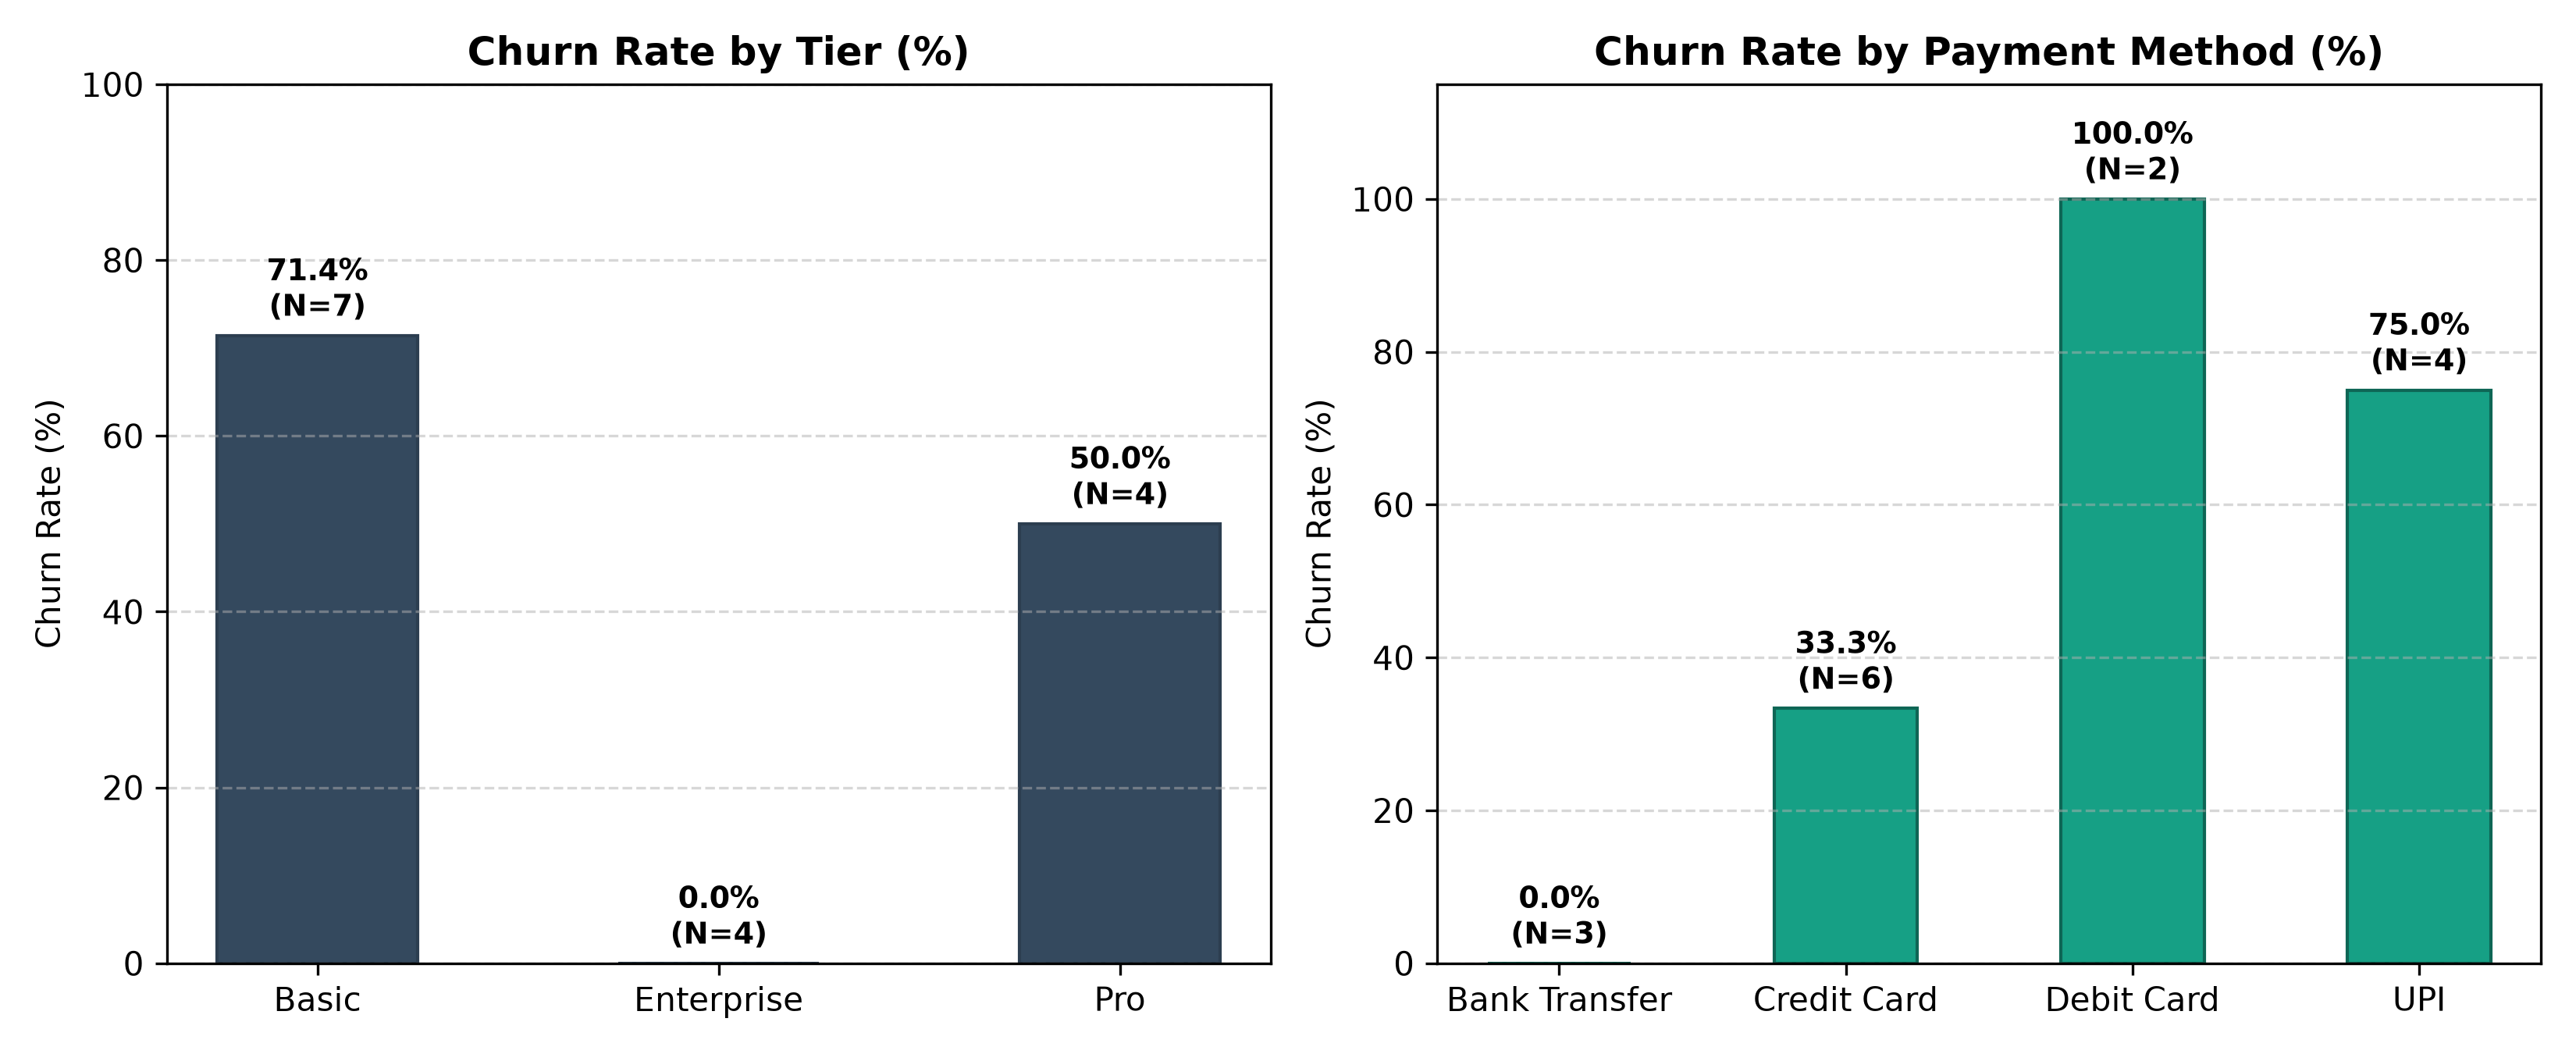 Churn Rate by Tier (%)
Churn Rate (%)
100
80
60
40
20
0
71.4%
(N=7)
0.0%
(N=4)
50.0%
(N=4)
Basic
Enterprise
Pro
Churn Rate by Payment Method (%)
Churn Rate (%)
100
80
60
40
20
0
0.0%
(N=3)
33.3%
(N=6)
100.0%
(N=2)
75.0%
(N=4)
Bank Transfer
Credit Card
Debit Card
UPI